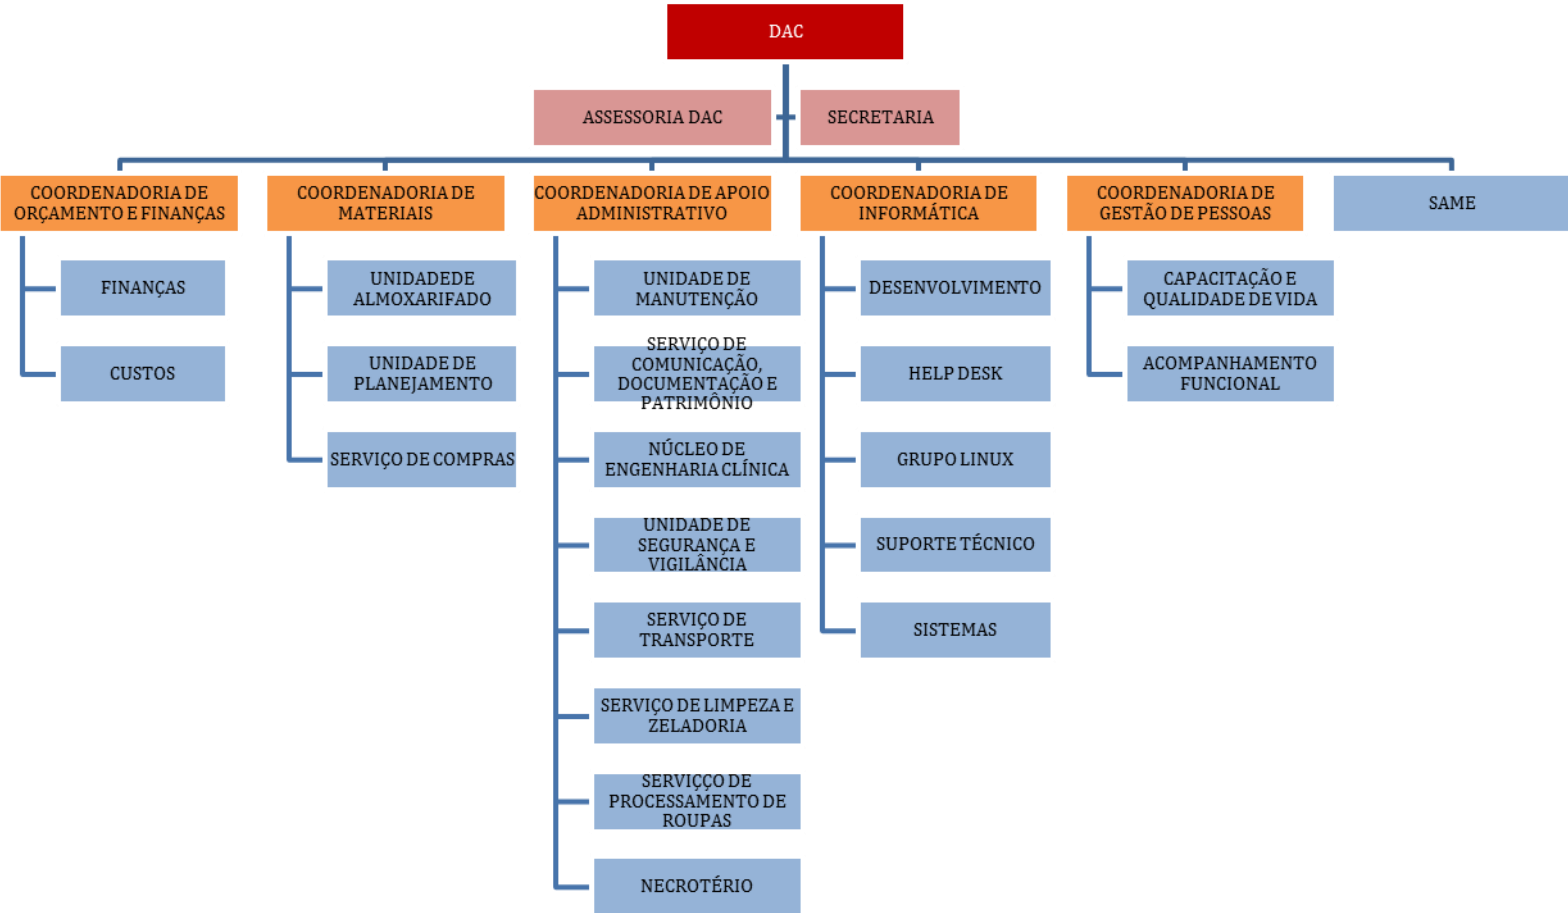 DAC
ASSESSORIA DAC
SECRETARIA
COORDENADORIA DE
ORÇAMENTO E FINANÇAS
FINANÇAS
CUSTOS
COORDENADORIA DE
MATERIAIS
UNIDADEDE
ALMOXARIFADO
UNIDADE DE
PLANEJAMENTO
SERVIÇO DE COMPRAS
COORDENADORIA DE APOIO
ADMINISTRATIVO
UNIDADE DE
MANUTENÇÃO
SERVIÇO DE
COMUNICAÇÃO,
DOCUMENTAÇÃO E
PATRIMÔNIO
NÚCLEO DE
ENGENHARIA CLÍNICA
UNIDADE DE
SEGURANÇA E
VIGILÂNCIA
SERVIÇO DE
TRANSPORTE
SERVIÇO DE LIMPEZA E
ZELADORIA
SERVIÇÇO DE
PROCESSAMENTO DE
ROUPAS
NECROTÉRIO
COORDENADORIA DE
INFORMÁTICA
DESENVOLVIMENTO
HELP DESK
GRUPO LINUX
SUPORTE TÉCNICO
SISTEMAS
COORDENADORIA DE
GESTÃO DE PESSOAS
CAPACITAÇÃO E
QUALIDADE DE VIDA
ACOMPANHAMENTO
FUNCIONAL
SAME